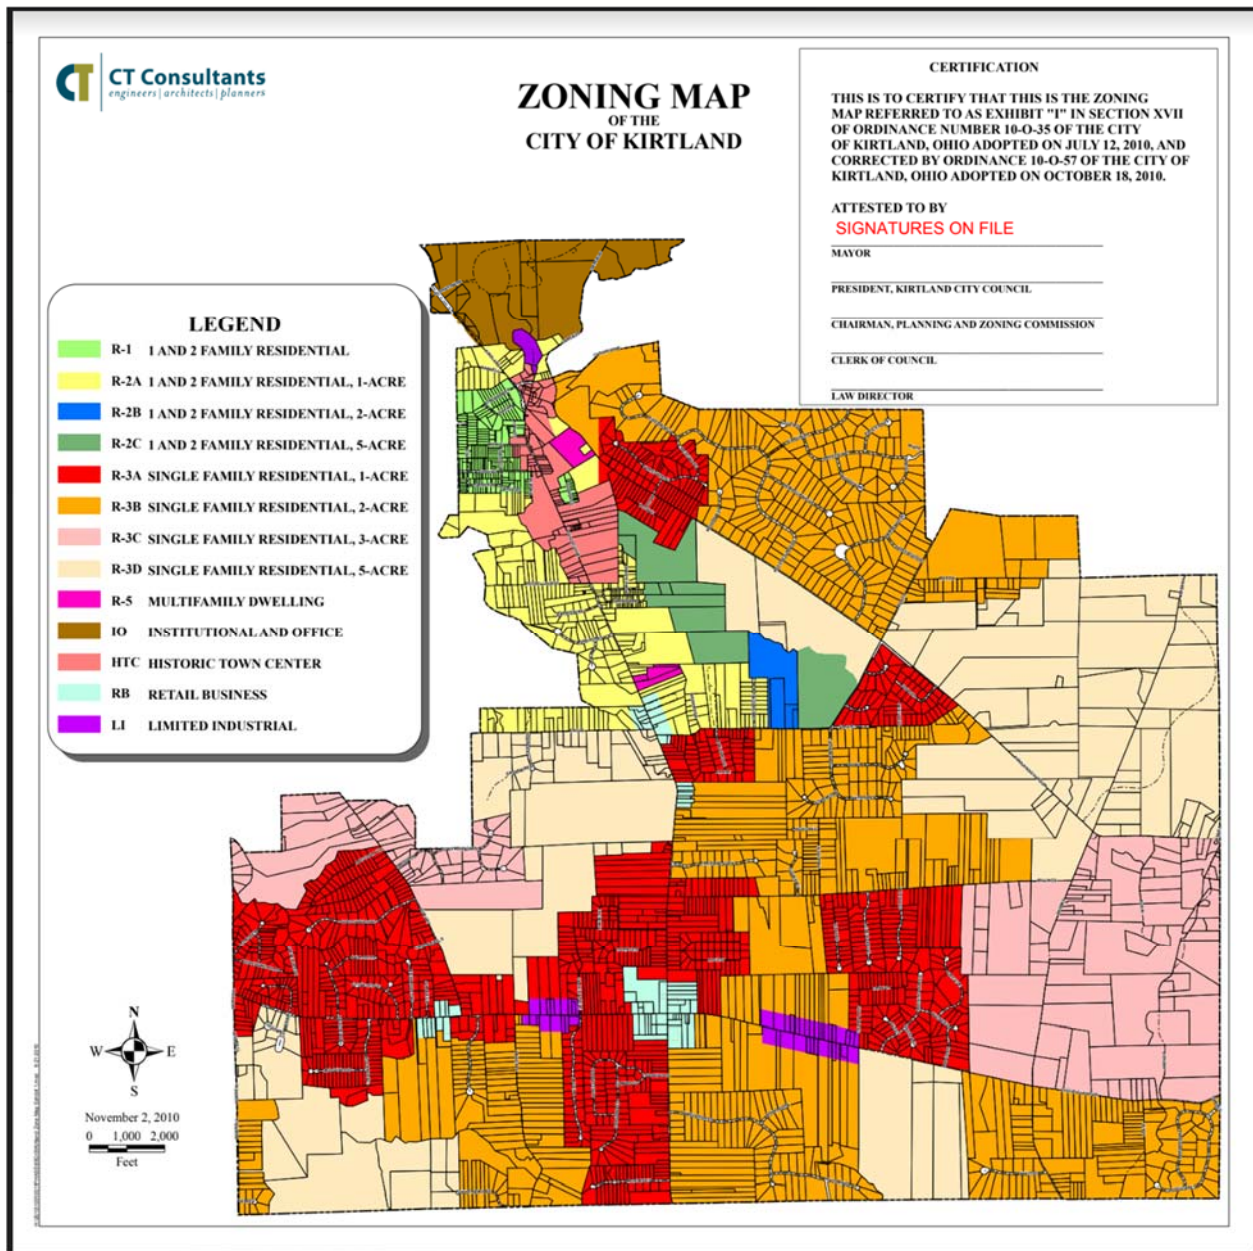 CT Consultants
engineers | architects | planners
ZONING MAP
OF THE
CITY OF KIRTLAND
CERTIFICATION
THIS IS TO CERTIFY THAT THIS IS THE ZONING
MAP REFERRED TO AS EXHIBIT "I" IN SECTION XVII
OF ORDINANCE NUMBER 10-O-35 OF THE CITY
OF KIRTLAND, OHIO ADOPTED ON JULY 12, 2010, AND
CORRECTED BY ORDINANCE 10-O-57 OF THE CITY OF
KIRTLAND, OHIO ADOPTED ON OCTOBER 18, 2010.
ATTESTED TO BY
SIGNATURES ON FILE
MAYOR
PRESIDENT, KIRTLAND CITY COUNCIL
CHAIRMAN, PLANNING AND ZONING COMMISSION
CLERK OF COUNCIL
LAW DIRECTOR
LEGEND
R-1 1 AND 2 FAMILY RESIDENTIAL
R-2A 1 AND 2 FAMILY RESIDENTIAL, 1-ACRE
R-2B 1 AND 2 FAMILY RESIDENTIAL, 2-ACRE
R-2C 1 AND 2 FAMILY RESIDENTIAL, 5-ACRE
R-3A SINGLE FAMILY RESIDENTIAL, 1-ACRE
R-3B SINGLE FAMILY RESIDENTIAL, 2-ACRE
R-3C SINGLE FAMILY RESIDENTIAL, 3-ACRE
R-3D SINGLE FAMILY RESIDENTIAL, 5-ACRE
R-5 MULTIFAMILY DWELLING
IO INSTITUTIONAL AND OFFICE
HTC HISTORIC TOWN CENTER
RB RETAIL BUSINESS
LI LIMITED INDUSTRIAL
N
W E
S
November 2, 2010
0 1,000 2,000
Feet